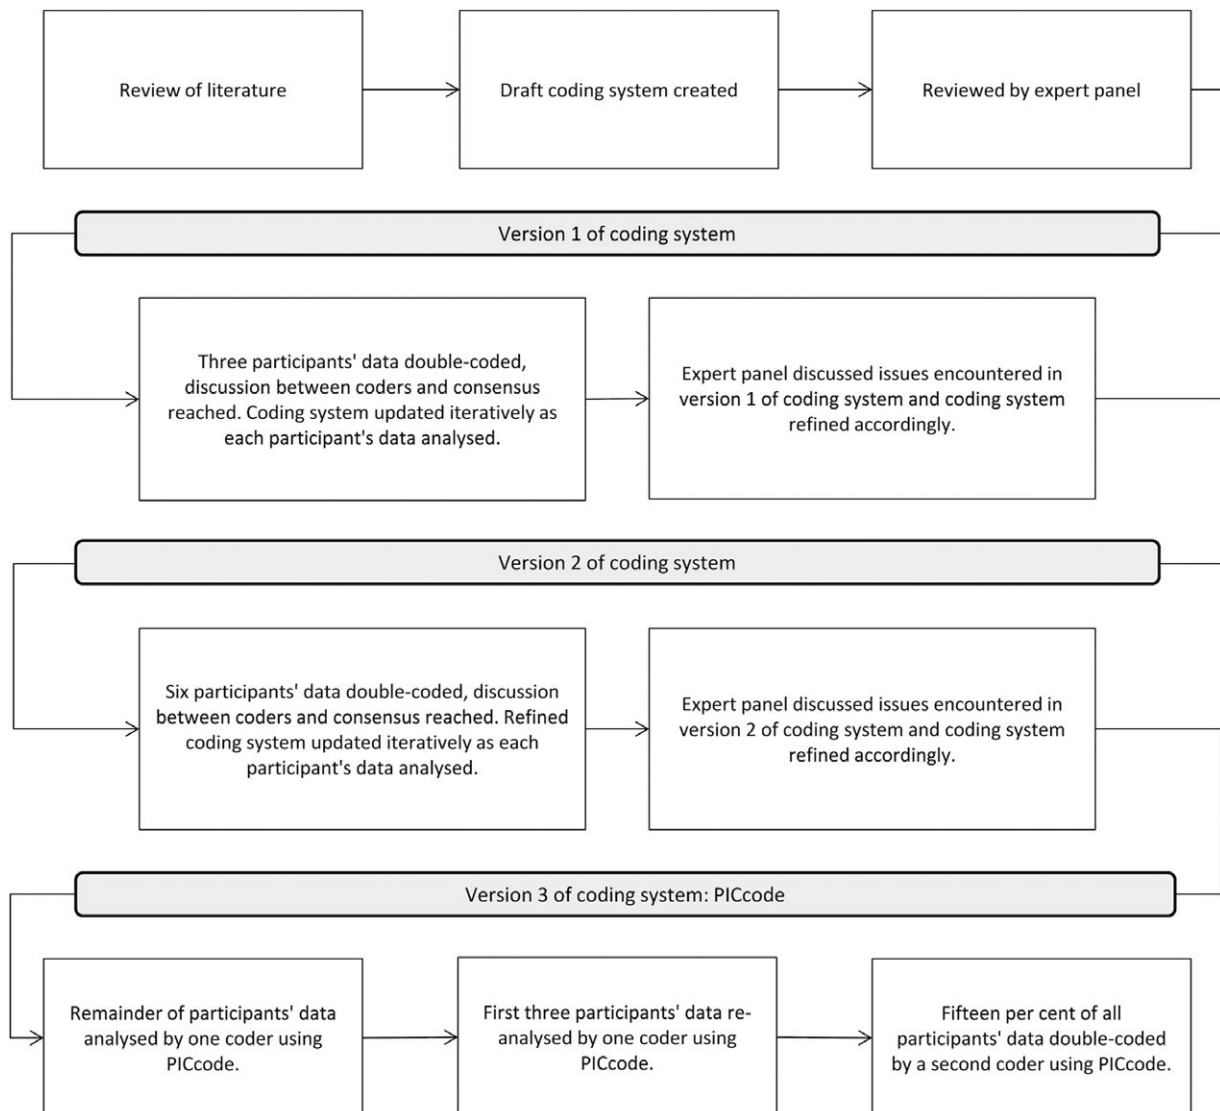 Review of literature
Draft coding system created
Reviewed by expert panel
Version 1 of coding system
Three participants' data double-coded,
discussion between coders and consensus
reached. Coding system updated iteratively as
each participant's data analysed.
Expert panel discussed issues encountered in
version 1 of coding system and coding system
refined accordingly.
Version 2 of coding system
Six participants' data double-coded, discussion
between coders and consensus reached. Refined
coding system updated iteratively as each
participant's data analysed.
Expert panel discussed issues encountered in
version 2 of coding system and coding system
refined accordingly.
Version 3 of coding system: PICcode
Remainder of participants' data
analysed by one coder using
PICcode.
First three participants' data re-
analysed by one coder using
PICcode.
Fifteen per cent of all
participants' data double-coded
by a second coder using PICcode.